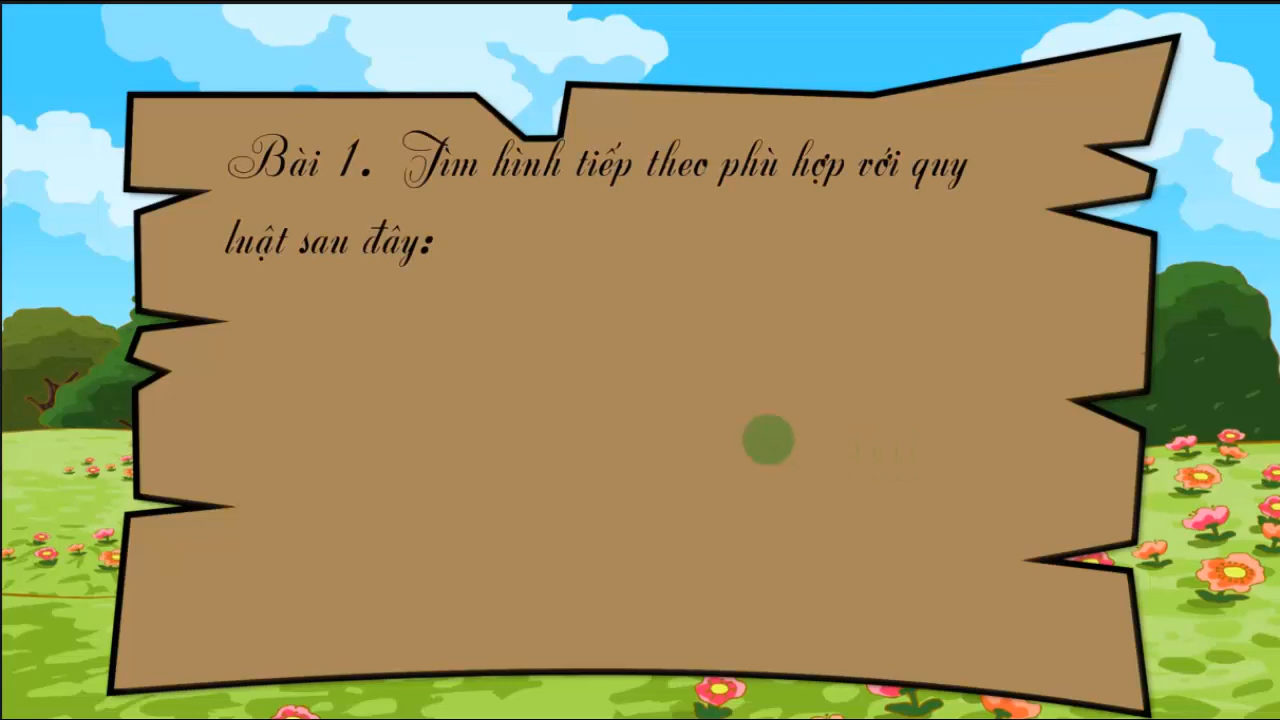 Bài 1. Tìm hình tiếp theo phù hợp với quy
luật sau đây: